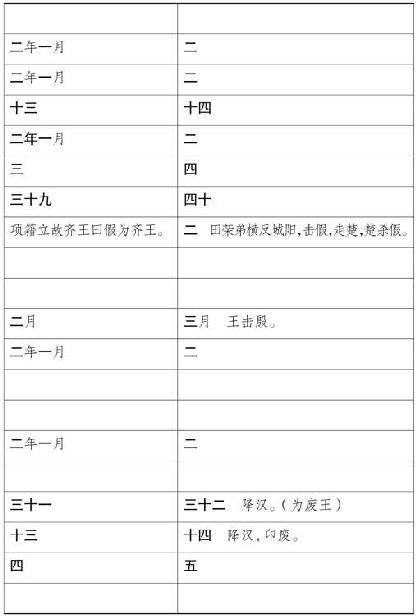 二年一月 二
二年一月 二
十三 十四
二年一月 二
三 四
三十九 四十
项籍立故齐王田假为齐王。 二 田荣弟横反城阳,击假,走楚,楚杀假。
二月 三月 王击殷。
二年一月 二
二年一月 二
三十一 三十二 降汉。(为废王)
十三 十四 降汉,卬废。
四 五